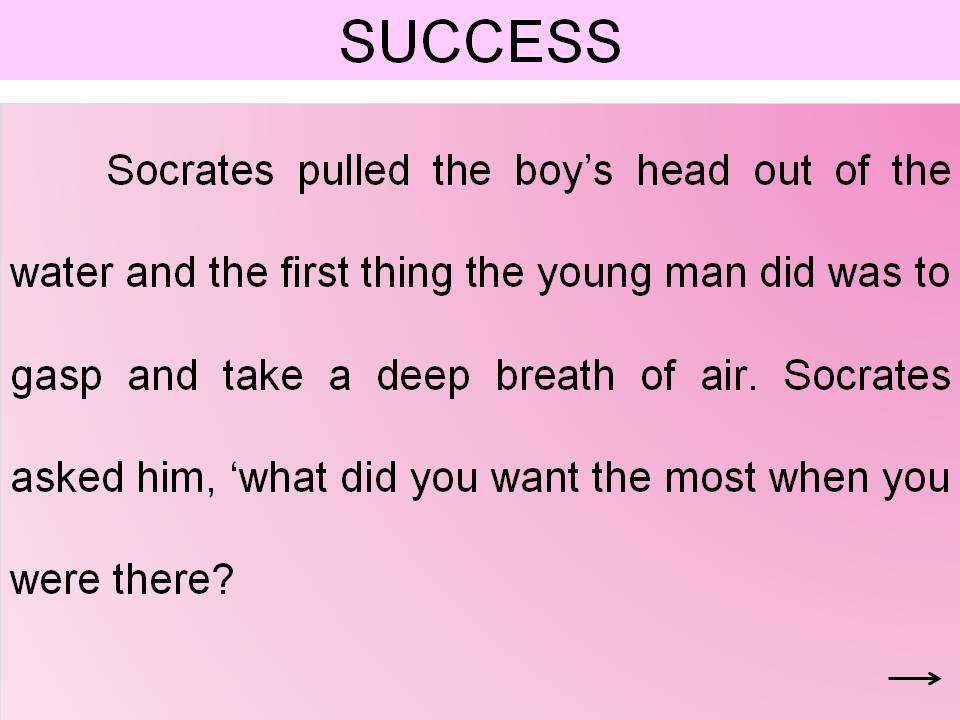 SUCCESS
Socrates pulled the boy’s head out of the
water and the first thing the young man did was to
gasp and take a deep breath of air. Socrates
asked him, ‘what did you want the most when you
were there?